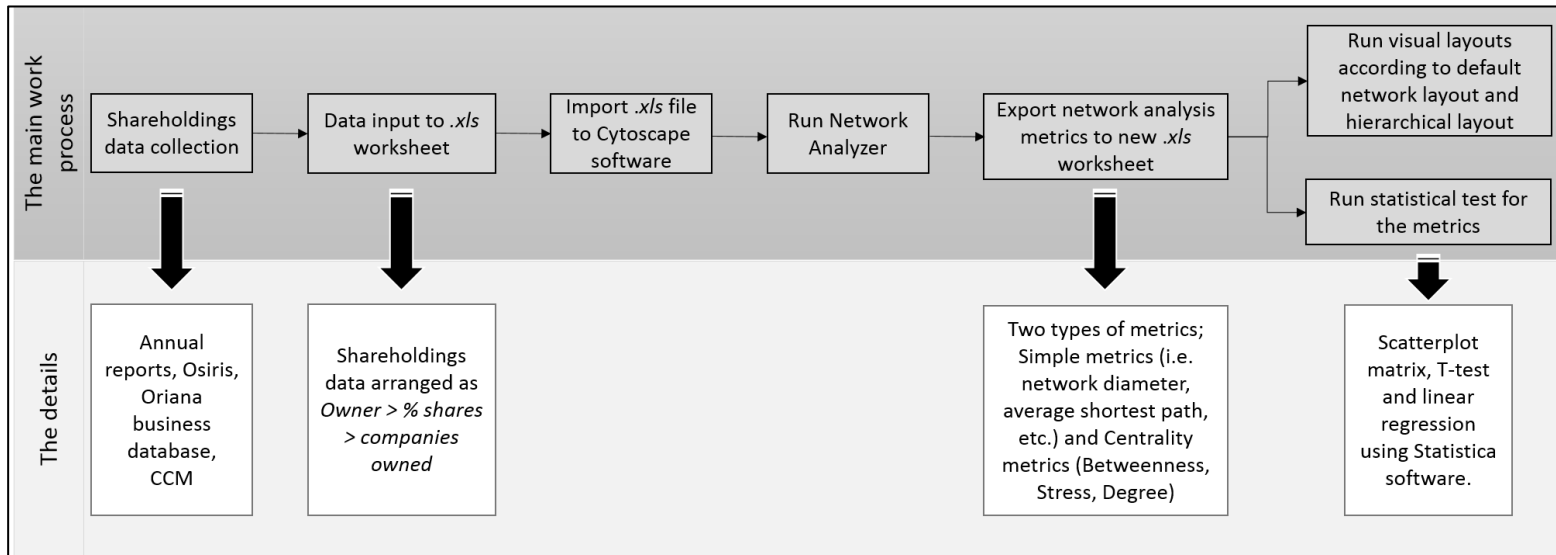 The main work
process
Shareholdings
data collection
Data input to .xls
worksheet
Import .xls file
to Cytoscape
software
Run Network
Analyzer
Export network analysis
metrics to new .xls
worksheet
Run visual layouts
according to default
network layout and
hierarchical layout
Run statistical test for
the metrics
The details
Annual
reports, Osiris,
Oriana
business
database,
CCM
Shareholdings
data arranged as
Owner > % shares
> companies
owned
Two types of metrics;
Simple metrics (i.e.
network diameter,
average shortest path,
etc.) and Centrality
metrics (Betweenness,
Stress, Degree)
Scatterplot
matrix, T-test
and linear
regression
using Statistica
software.